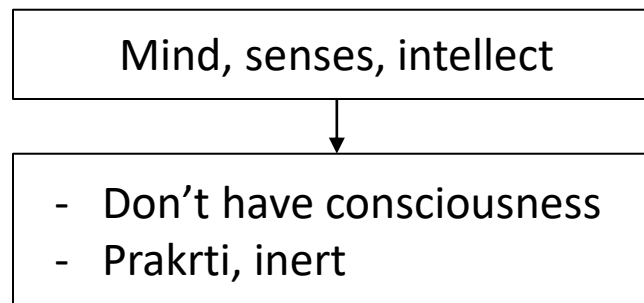 Mind, senses, intellect
- Don’t have consciousness
- Prakrti, inert